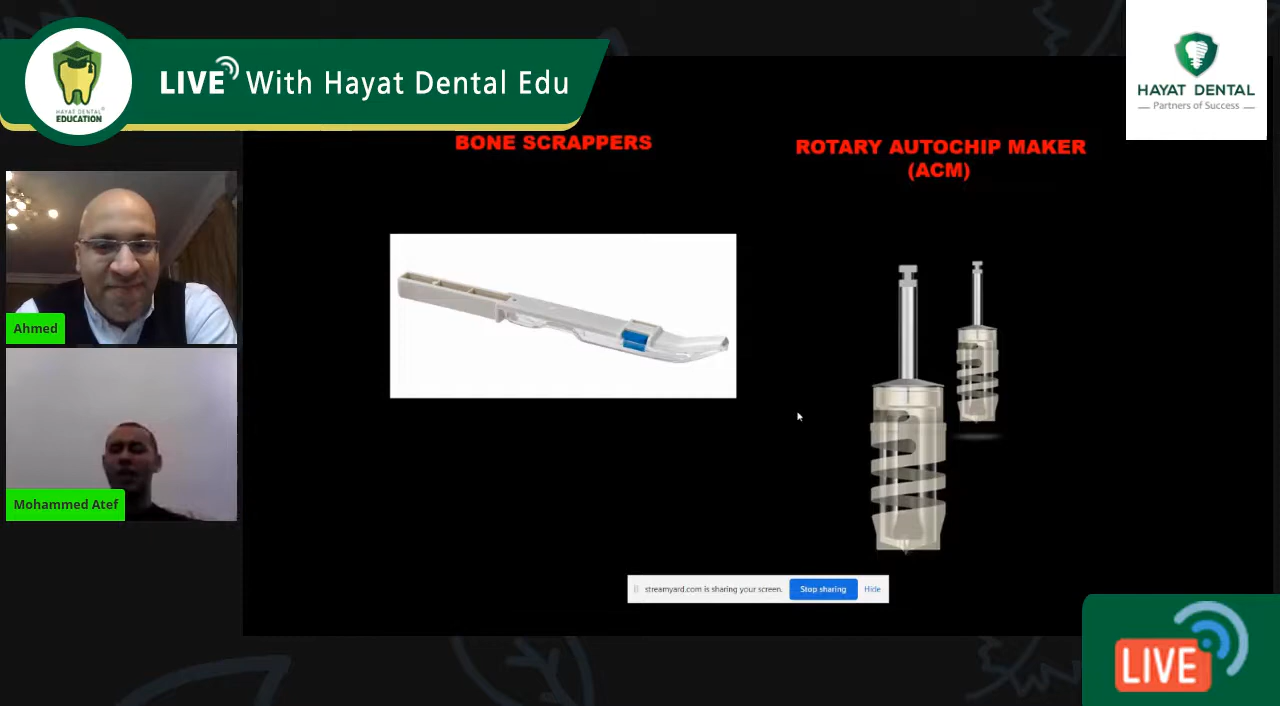 LIVE With Hayat Dental Edu
HAYAT DENTAL
EDUCATION
HAYAT DENTAL
Partners of Success
BONE SCRAPPERS
ROTARY AUTOCHIP MAKER
(ACM)
Ahmed
Mohammed Atef
streamyard.com is sharing your screen.
Stop sharing
Hide
LIVE